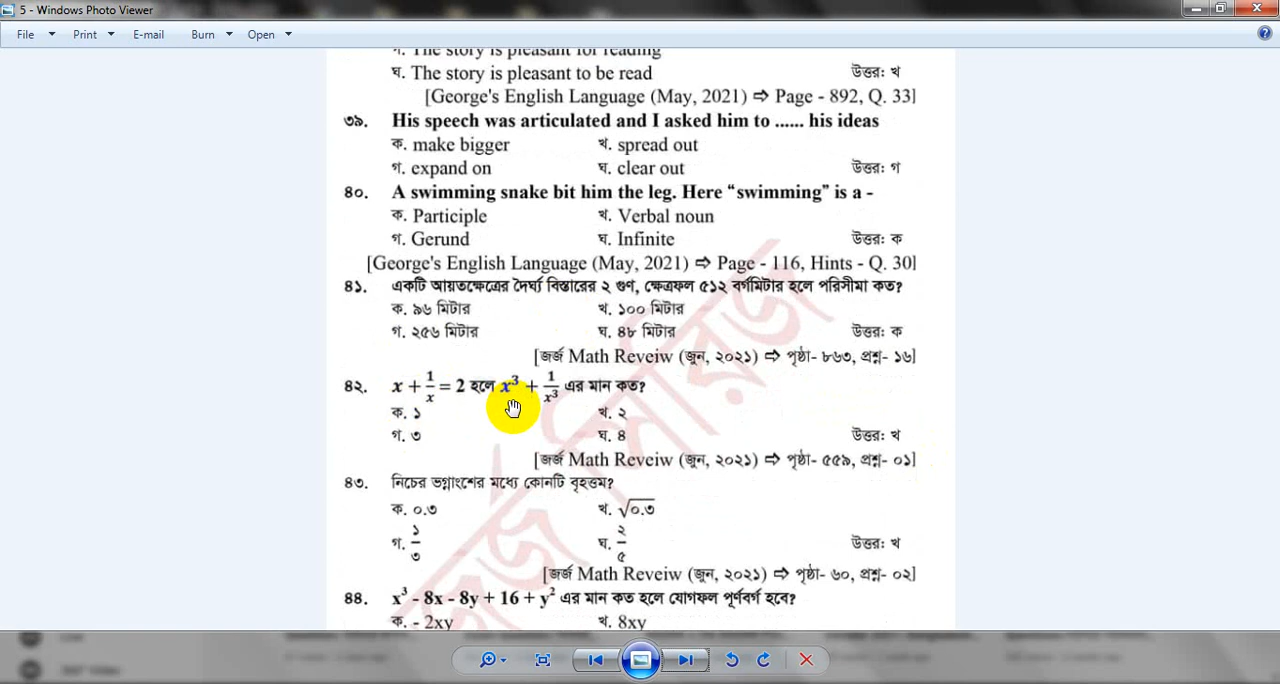 5 - Windows Photo Viewer
File Print E-mail Burn Open
গ. The story is pleasant for reading
ঘ. The story is pleasant to be read উত্তর: খ
[George's English Language (May, 2021) ⇨ Page - 892, Q. 33]
৩৯. His speech was articulated and I asked him to ...... his ideas
ক. make bigger খ. spread out
গ. expand on ঘ. clear out উত্তর: গ
৪০. A swimming snake bit him the leg. Here “swimming” is a -
ক. Participle খ. Verbal noun
গ. Gerund ঘ. Infinite উত্তর: ক
[George's English Language (May, 2021) ⇨ Page - 116, Hints - Q. 30]
৪১. একটি আয়তক্ষেত্রের দৈর্ঘ্য বিস্তারের ২ গুণ, ক্ষেত্রফল ৫১২ বর্গমিটার হলে পরিসীমা কত?
ক. ৯৬ মিটার খ. ১০০ মিটার
গ. ২৫৬ মিটার ঘ. ৪৮ মিটার উত্তর: ক
[জর্জ Math Reveiw (জুন, ২০২১) ⇨ পৃষ্ঠা- ৮৬৩, প্রশ্ন- ১৬]
৪২. x + 1/x = 2 হলে x³ + 1/x³ এর মান কত?
ক. ১ খ. ২
গ. ৩ ঘ. 4 উত্তর: খ
[জর্জ Math Reveiw (জুন, ২০২১) ⇨ পৃষ্ঠা- ৫৫৯, প্রশ্ন- ০১]
৪৩. নিচের ভগ্নাংশের মধ্যে কোনটি বৃহত্তম?
ক. ০.৩ খ. √০.৩
গ. ১/৩ ঘ. ২/৫ উত্তর: খ
[জর্জ Math Reveiw (জুন, ২০২১) ⇨ পৃষ্ঠা- ৬০, প্রশ্ন- ০২]
৪৪. x³ - 8x - 8y + 16 + y² এর মান কত হলে যোগফল পূর্ণবর্গ হবে?
ক. - 2xy খ. 8xy
জর্জ সিরিজ